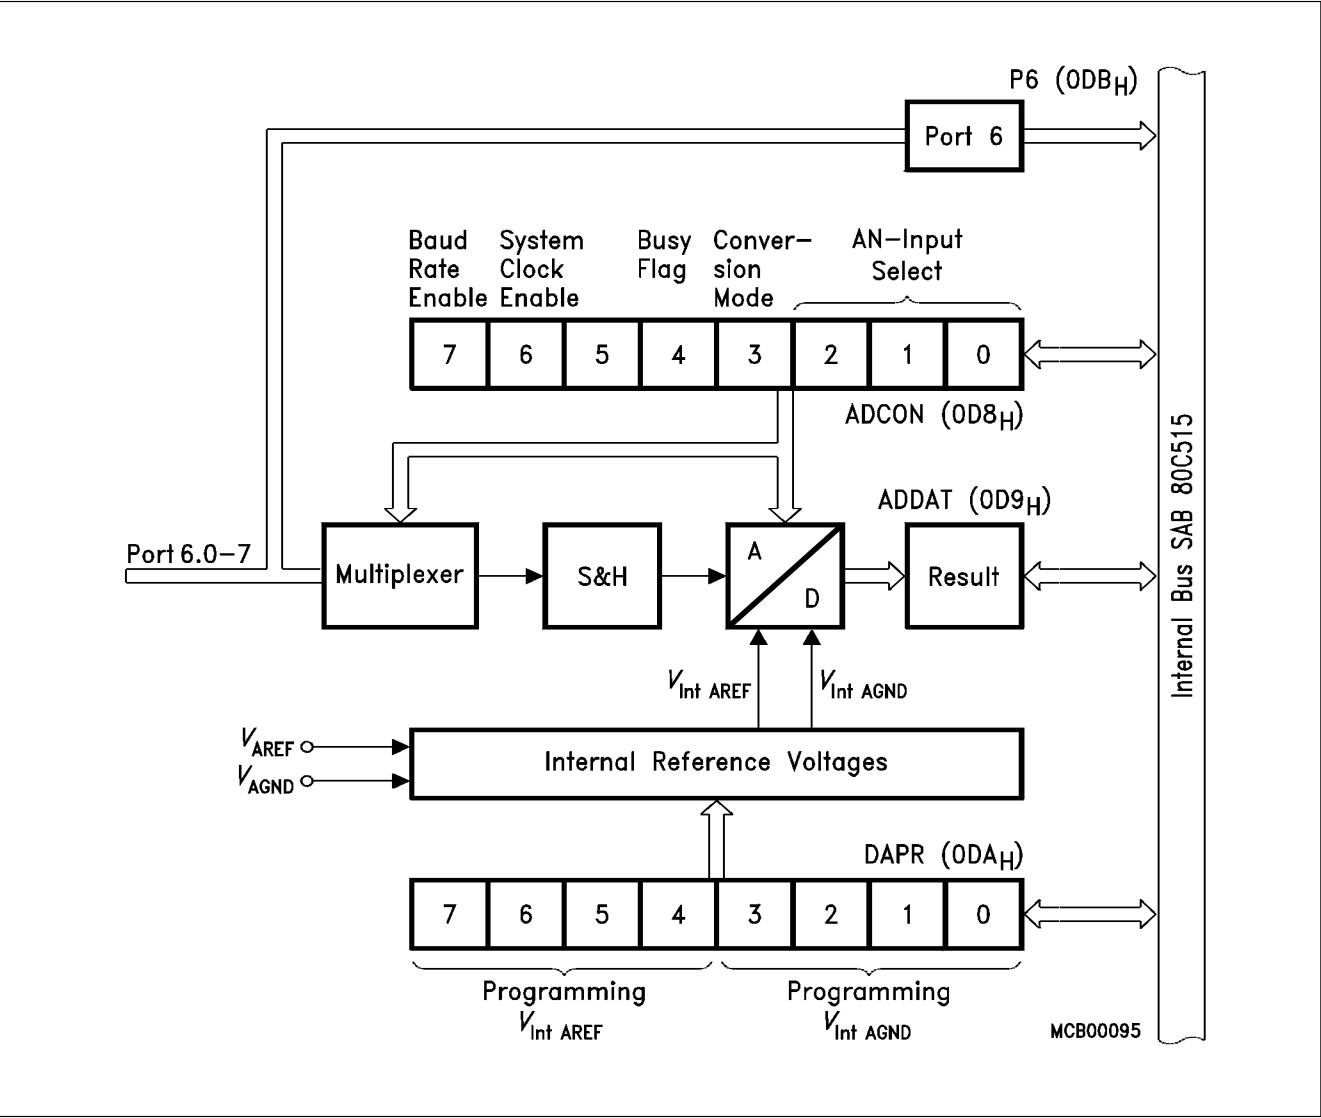 P6 (0DBH)
Port 6
Baud System Busy Conver- AN-Input
Rate Clock Flag sion Select
Enable Enable Mode
7 6 5 4 3 2 1 0
ADCON (0D8H)
ADDAT (0D9H)
Port 6.0-7
Multiplexer S&H A D Result
VInt AREF VInt AGND
VAREF
VAGND
Internal Reference Voltages
DAPR (0DAH)
7 6 5 4 3 2 1 0
Programming Programming
VInt AREF VInt AGND
MCB00095
Internal Bus SAB 80C515